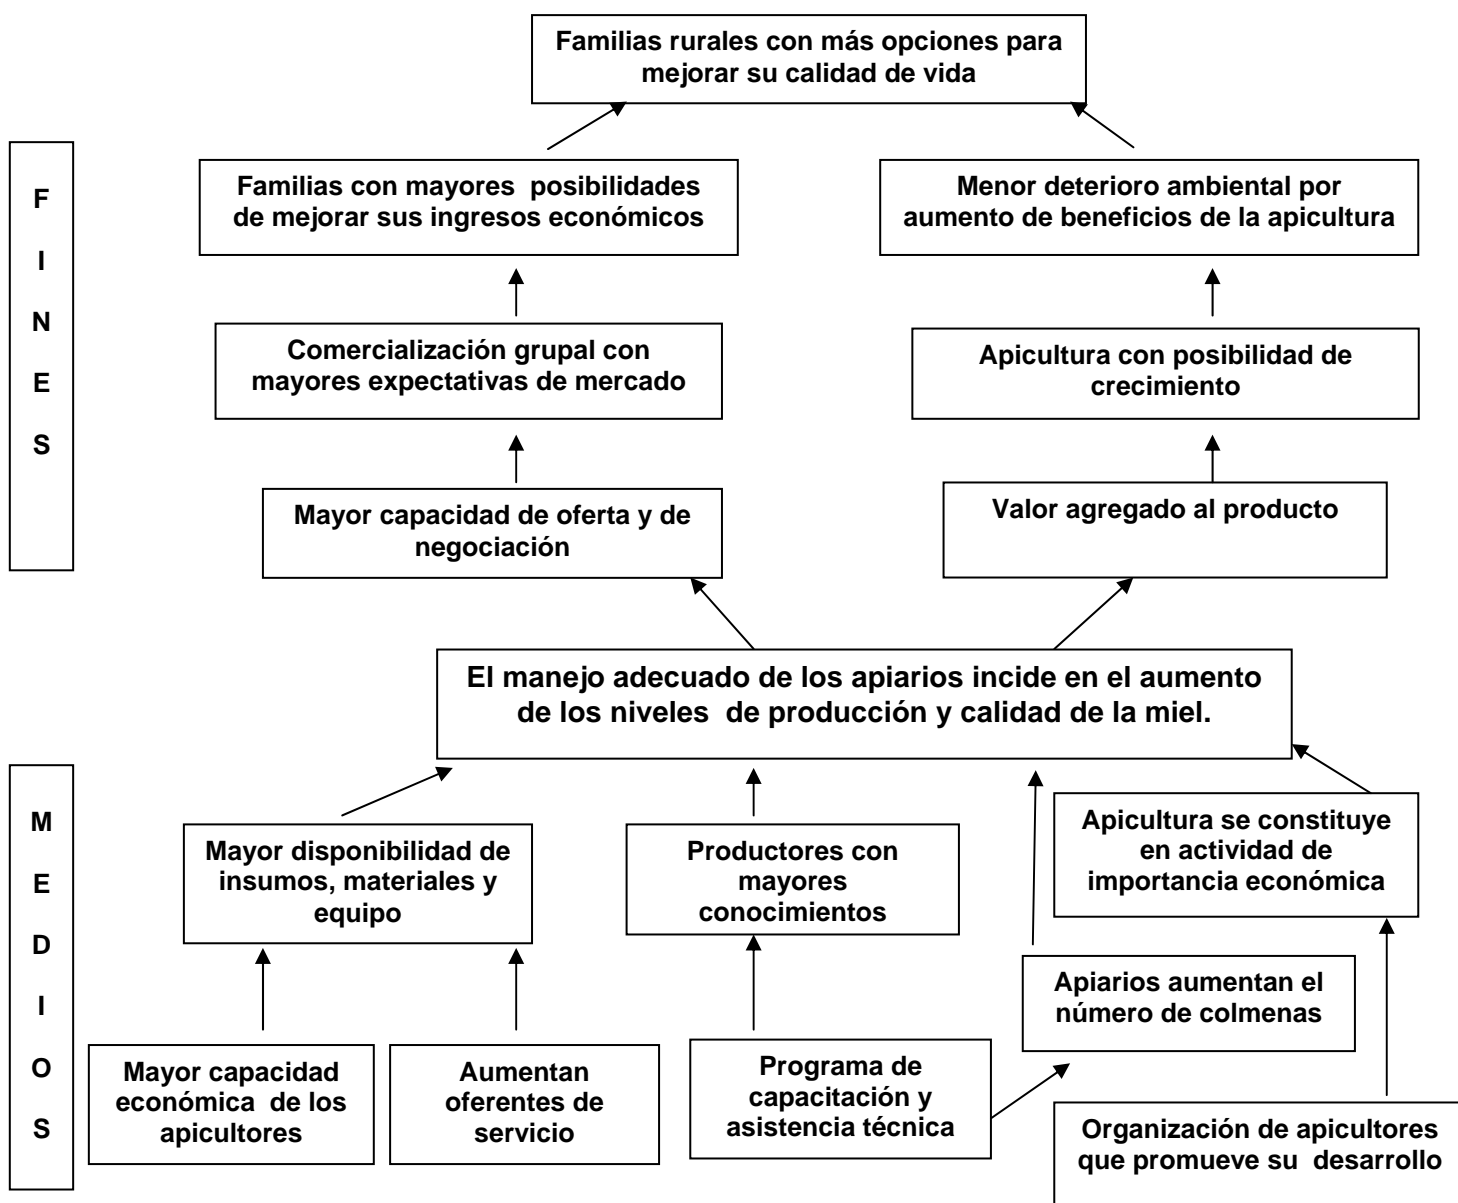 Familias rurales con más opciones para
mejorar su calidad de vida
F
I
N
E
S
Familias con mayores  posibilidades
de mejorar sus ingresos económicos
Menor deterioro ambiental por
aumento de beneficios de la apicultura
Comercialización grupal con
mayores expectativas de mercado
Apicultura con posibilidad de
crecimiento
Mayor capacidad de oferta y de
negociación
Valor agregado al producto
El manejo adecuado de los apiarios incide en el aumento
de los niveles  de producción y calidad de la miel.
M
E
D
I
O
S
Mayor disponibilidad de
insumos, materiales y
equipo
Productores con
mayores
conocimientos
Apicultura se constituye
en actividad de
importancia económica
Apiarios aumentan el
número de colmenas
Mayor capacidad
económica  de los
apicultores
Aumentan
oferentes de
servicio
Programa de
capacitación y
asistencia técnica
Organización de apicultores
que promueve su  desarrollo